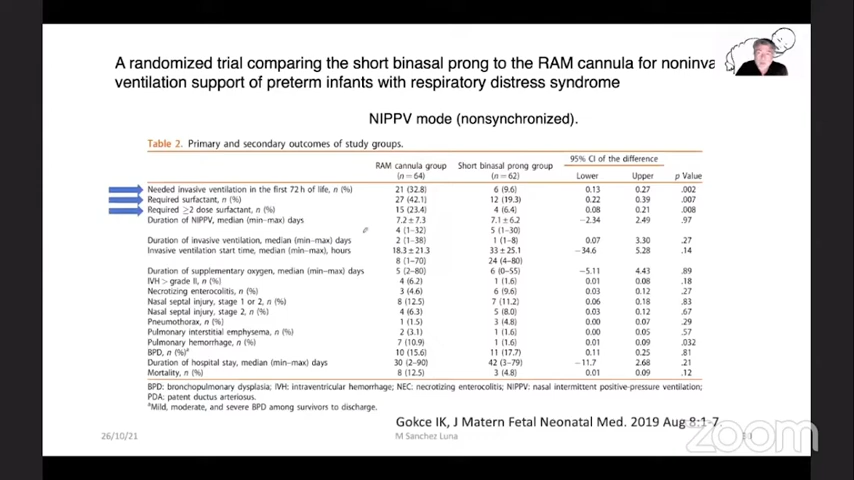 A randomized trial comparing the short binasal prong to the RAM cannula for noninva
ventilation support of preterm infants with respiratory distress syndrome
NIPPV mode (nonsynchronized).
Table 2. Primary and secondary outcomes of study groups.
RAM cannula group (n=64) Short binasal prong group (n=62) 95% CI of the difference Lower Upper p Value
Needed invasive ventilation in the first 72 h of life, n (%) 21 (32.8) 6 (9.6) 0.13 0.27 .002
Required surfactant, n (%) 27 (42.1) 12 (19.3) 0.22 0.39 .007
Required ≥2 dose surfactant, n (%) 15 (23.4) 4 (6.4) 0.08 0.21 .008
Duration of NIPPV, median (min–max) days 7.2 ± 7.3 7.1 ± 6.2 −2.34 2.49 .97
4 (1–32) 5 (1–30)
Duration of invasive ventilation, median (min–max) days 2 (1–38) 1 (1–8) 0.07 3.30 .27
Invasive ventilation start time, median (min–max), hours 18.3 ± 21.3 33 ± 25.1 −34.6 5.28 .14
8 (1–70) 24 (4–80)
Duration of supplementary oxygen, median (min–max) days 5 (2–80) 6 (0–55) −5.11 4.43 .89
IVH > grade II, n (%) 4 (6.2) 1 (1.6) 0.01 0.08 .18
Necrotizing enterocolitis, n (%) 3 (4.6) 6 (9.6) 0.03 0.12 .27
Nasal septal injury, stage 1 or 2, n (%) 8 (12.5) 7 (11.2) 0.06 0.18 .83
Nasal septal injury, stage 2, n (%) 4 (6.3) 5 (8.0) 0.03 0.12 .67
Pneumothorax, n (%) 1 (1.5) 3 (4.8) 0.00 0.07 .29
Pulmonary interstitial emphysema, n (%) 2 (3.1) 1 (1.6) 0.00 0.05 .57
Pulmonary hemorrhage, n (%) 7 (10.9) 1 (1.6) 0.01 0.09 .032
BPD, n (%)a 10 (15.6) 11 (17.7) 0.11 0.25 .81
Duration of hospital stay, median (min–max) days 30 (2–90) 42 (3–79) −11.7 2.68 .21
Mortality, n (%) 8 (12.5) 3 (4.8) 0.01 0.09 .12
BPD: bronchopulmonary dysplasia; IVH: intraventricular hemorrhage; NEC: necrotizing enterocolitis; NIPPV: nasal intermittent positive-pressure ventilation;
PDA: patent ductus arteriosus.
aMild, moderate, and severe BPD among survivors to discharge.
Gokce IK, J Matern Fetal Neonatal Med. 2019 Aug 8:1-7.
26/10/21 M Sanchez Luna
zoom